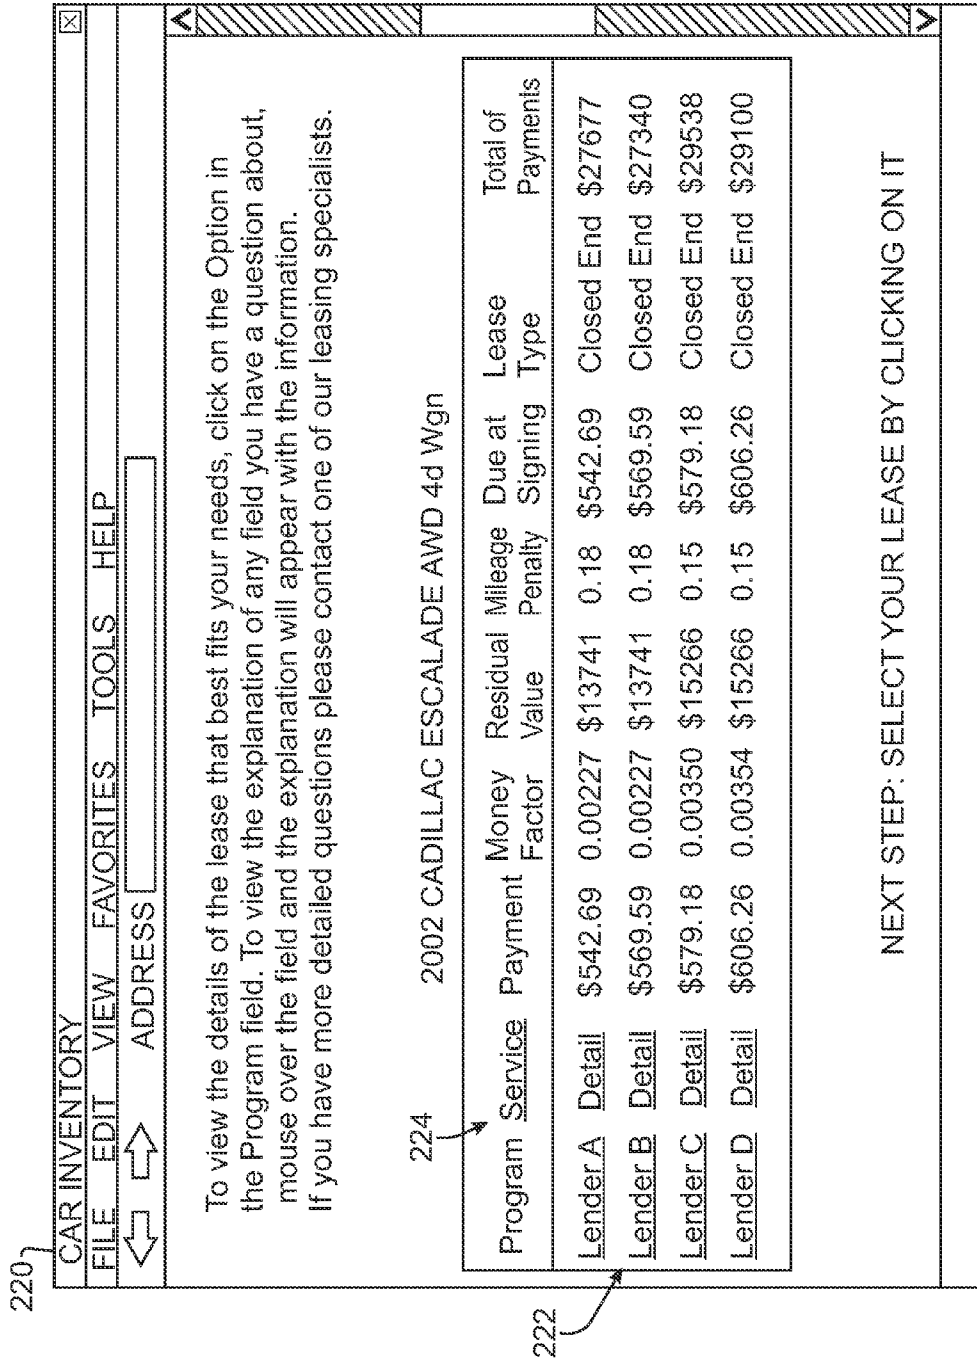 220
CAR INVENTORY
FILE EDIT VIEW FAVORITES TOOLS HELP
ADDRESS
To view the details of the lease that best fits your needs, click on the Option in
the Program field. To view the explanation of any field you have a question about,
mouse over the field and the explanation will appear with the information.
If you have more detailed questions please contact one of our leasing specialists.
224
2002 CADILLAC ESCALADE AWD 4d Wgn
Program Service Payment Money Factor Residual Value Mileage Penalty Due at Signing Lease Type Total of Payments
Lender A Detail $542.69 0.00227 $13741 0.18 $542.69 Closed End $27677
Lender B Detail $569.59 0.00227 $13741 0.18 $569.59 Closed End $27340
Lender C Detail $579.18 0.00350 $15266 0.15 $579.18 Closed End $29538
Lender D Detail $606.26 0.00354 $15266 0.15 $606.26 Closed End $29100
222
NEXT STEP: SELECT YOUR LEASE BY CLICKING ON IT